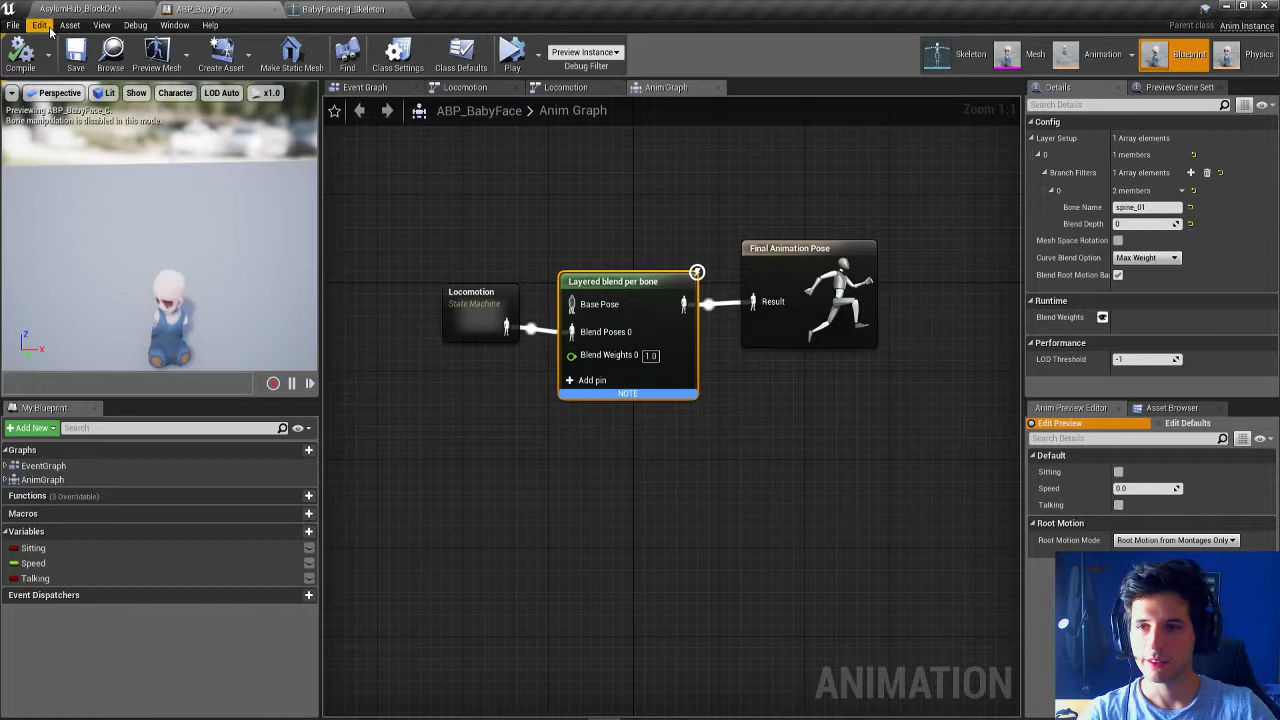 AsylumHub_BlockOut*
ABP_BabyFace
BabyFaceRig_Skeleton
File
Edit
Asset
View
Debug
Window
Help
Parent class:
Anim Instance
Compile
Save
Browse
Preview Mesh
Create Asset
Make Static Mesh
Find
Class Settings
Class Defaults
Play
Preview Instance
Debug Filter
Skeleton
Mesh
Animation
Blueprint
Perspective
Lit
Show
Character
LOD Auto
x1.0
Previewing ABP_BabyFace_C.
Bone manipulation is disabled in this mode.
Z
X
Event Graph
Locomotion
Locomotion
Anim Graph
ABP_BabyFace
Anim Graph
Zoom 1:1
Locomotion
State Machine
Layered blend per bone
Base Pose
Blend Poses 0
Blend Weights 0 1.0
Add pin
NOTE
Final Animation Pose
Result
ANIMATION
My Blueprint
Add New
Search
Graphs
EventGraph
AnimGraph
Functions (3 Overridable)
Macros
Variables
Sitting
Speed
Talking
Event Dispatchers
Details
Preview Scene Sett
Search Details
Config
Layer Setup 1 Array elements
0 1 members
Branch Filters 1 Array elements
0 2 members
Bone Name spine_01
Blend Depth 0
Mesh Space Rotation
Curve Blend Option Max Weight
Blend Root Motion Ba
Runtime
Blend Weights
Performance
LOD Threshold -1
Anim Preview Editor
Asset Browser
Edit Preview
Edit Defaults
Search Details
Default
Sitting
Speed 0.0
Talking
Root Motion
Root Motion Mode Root Motion from Montages Only